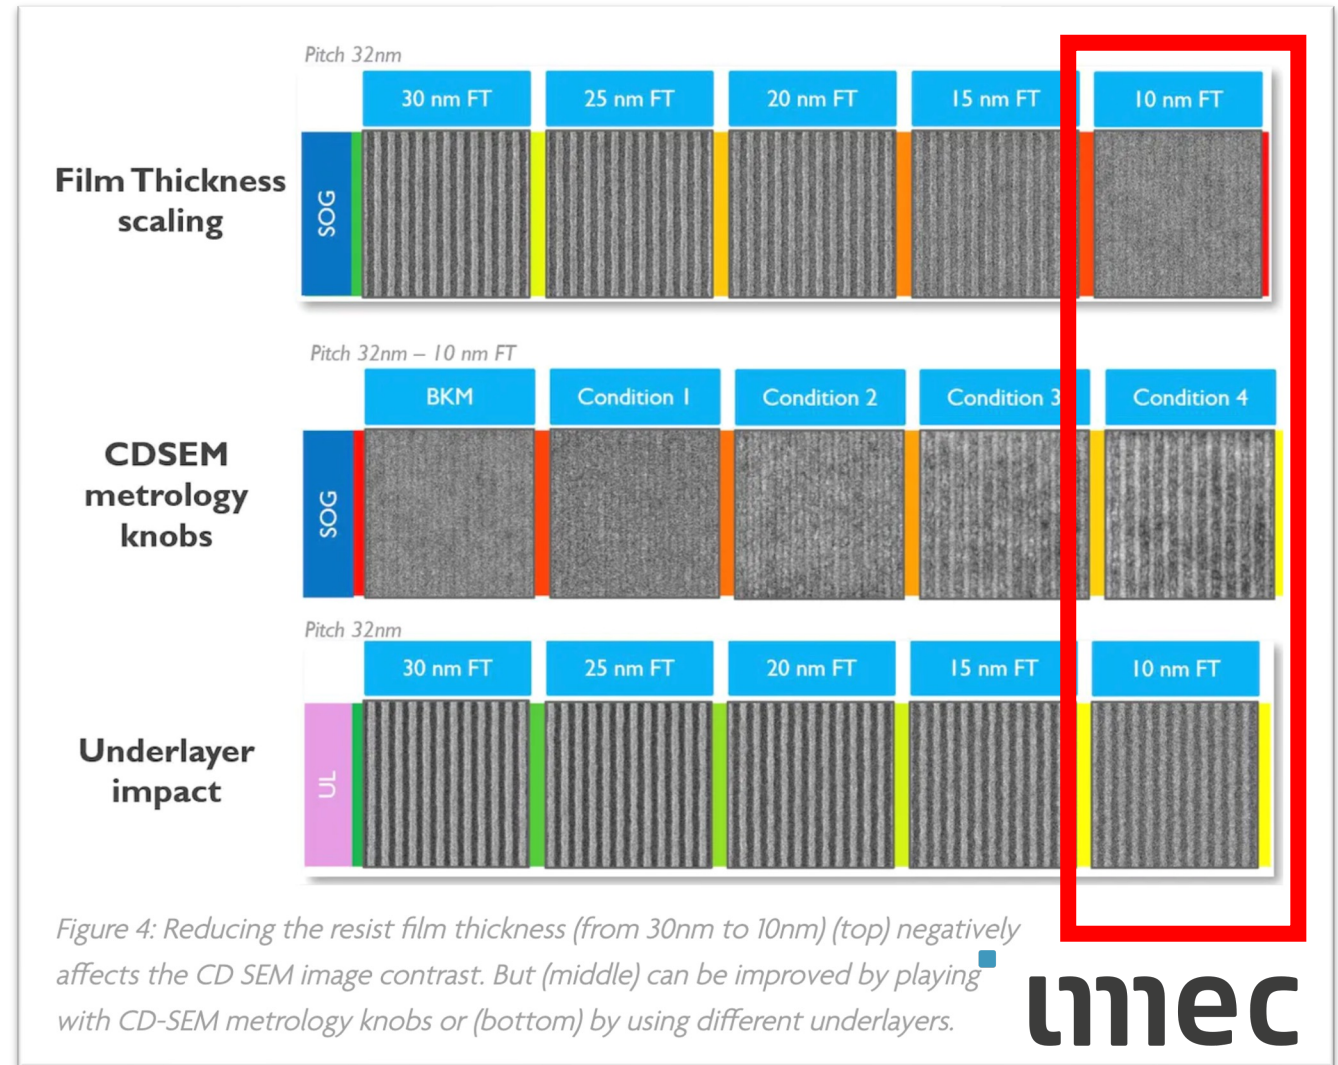 Pitch 32nm
30 nm FT
25 nm FT
20 nm FT
15 nm FT
10 nm FT
Film Thickness
scaling
SOG
Pitch 32nm – 10 nm FT
BKM
Condition 1
Condition 2
Condition 3
Condition 4
CDSEM
metrology
knobs
SOG
Pitch 32nm
30 nm FT
25 nm FT
20 nm FT
15 nm FT
10 nm FT
Underlayer
impact
UL
Figure 4: Reducing the resist film thickness (from 30nm to 10nm) (top) negatively
affects the CD SEM image contrast. But (middle) can be improved by playing
with CD-SEM metrology knobs or (bottom) by using different underlayers.
imec